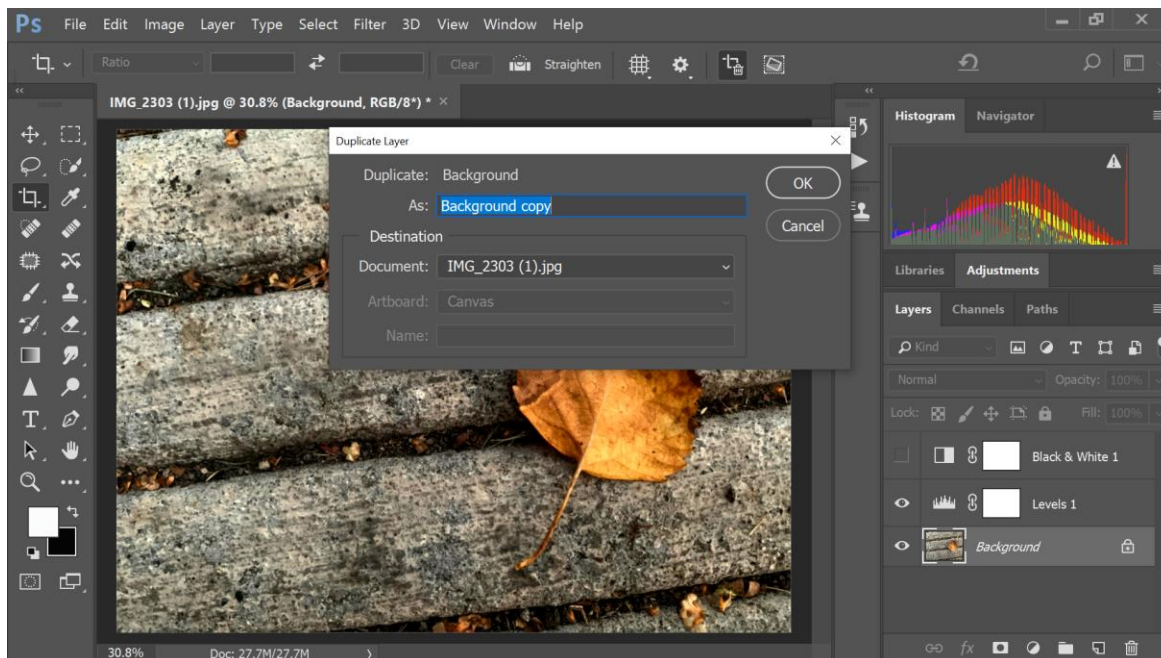 Ps File Edit Image Layer Type Select Filter 3D View Window Help
Ratio Clear Straighten
IMG_2303 (1).jpg @ 30.8% (Background, RGB/8*) * ×
Duplicate Layer
Duplicate: Background
As: Background copy
OK
Cancel
Destination
Document: IMG_2303 (1).jpg
Artboard: Canvas
Name:
Histogram Navigator
Libraries Adjustments
Layers Channels Paths
Kind
Normal Opacity: 100%
Lock: Fill: 100%
Black & White 1
Levels 1
Background
fx
30.8% Doc: 27.7M/27.7M